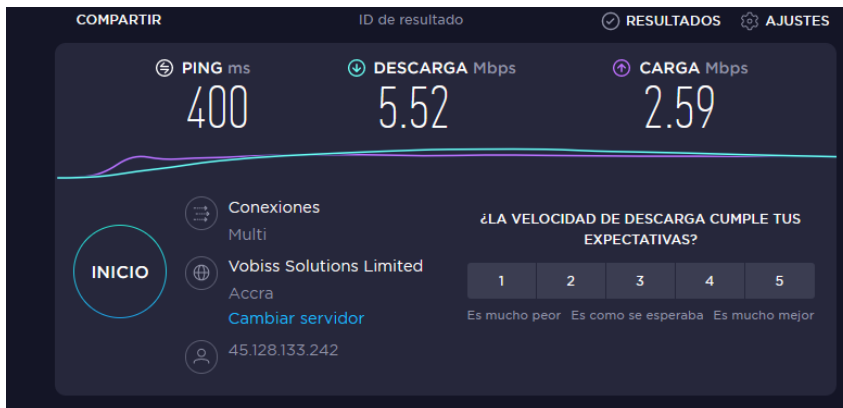 COMPARTIR
ID de resultado
RESULTADOS
AJUSTES
PING ms
DESCARGA Mbps
CARGA Mbps
400
5.52
2.59
INICIO
Conexiones
Multi
Vobiss Solutions Limited
Accra
Cambiar servidor
45.128.133.242
¿LA VELOCIDAD DE DESCARGA CUMPLE TUS
EXPECTATIVAS?
1 2 3 4 5
Es mucho peor Es como se esperaba Es mucho mejor